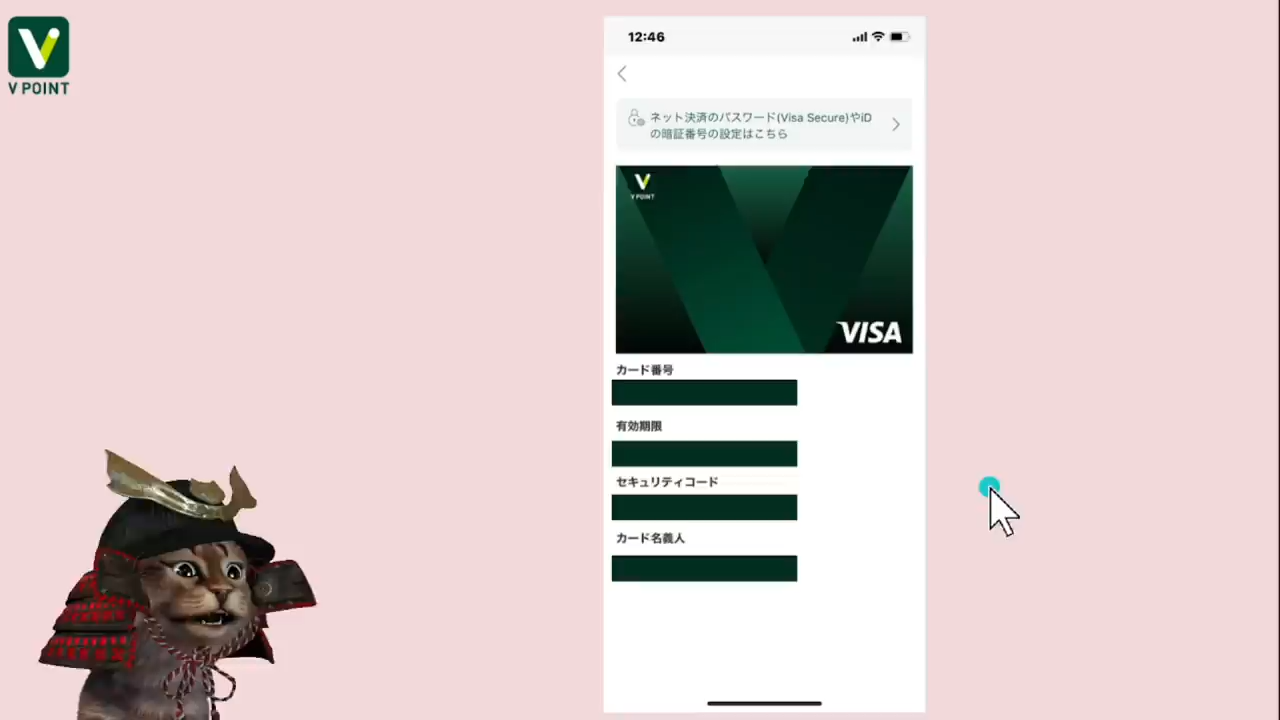 V POINT
12:46
ネット決済のパスワード(Visa Secure)やiD
の暗証番号の設定はこちら
V POINT
VISA
カード番号
有効期限
セキュリティコード
カード名義人